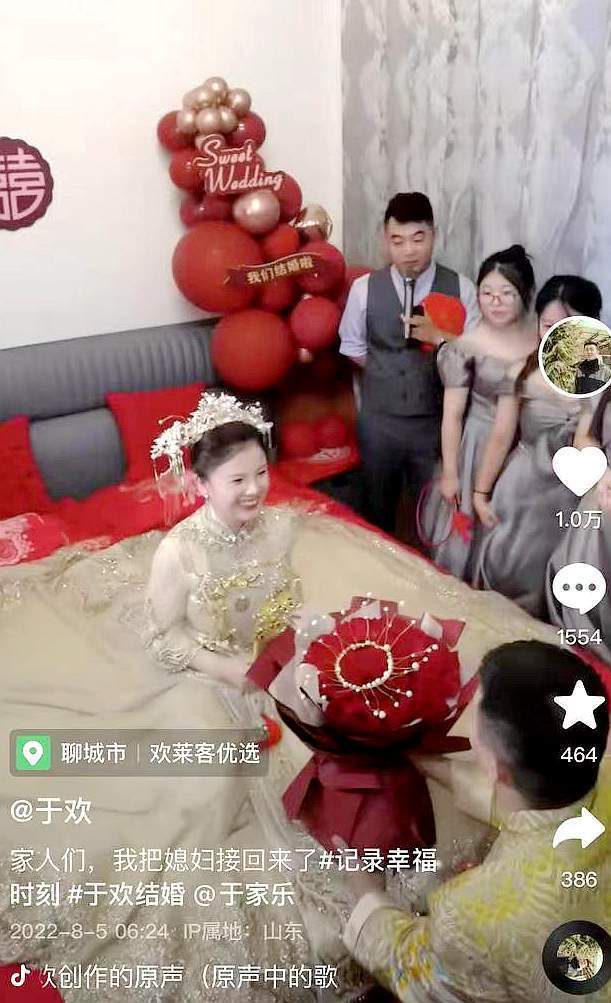 囍
Sweet
Wedding
我们结婚啦
1.0万
1554
464
386
聊城市 欢莱客优选
@于欢
家人们，我把媳妇接回来了#记录幸福
时刻 #于欢结婚 @于家乐
2022-8-5 06:24 IP属地：山东
欠创作的原声（原声中的歌